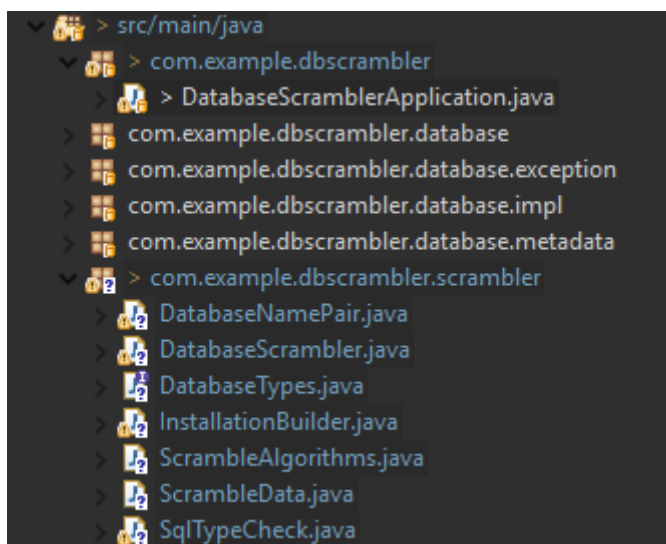 > src/main/java
> com.example.dbscrambler
> DatabaseScramblerApplication.java
com.example.dbscrambler.database
com.example.dbscrambler.database.exception
com.example.dbscrambler.database.impl
com.example.dbscrambler.database.metadata
> com.example.dbscrambler.scrambler
DatabaseNamePair.java
DatabaseScrambler.java
DatabaseTypes.java
InstallationBuilder.java
ScrambleAlgorithms.java
ScrambleData.java
SqlTypeCheck.java